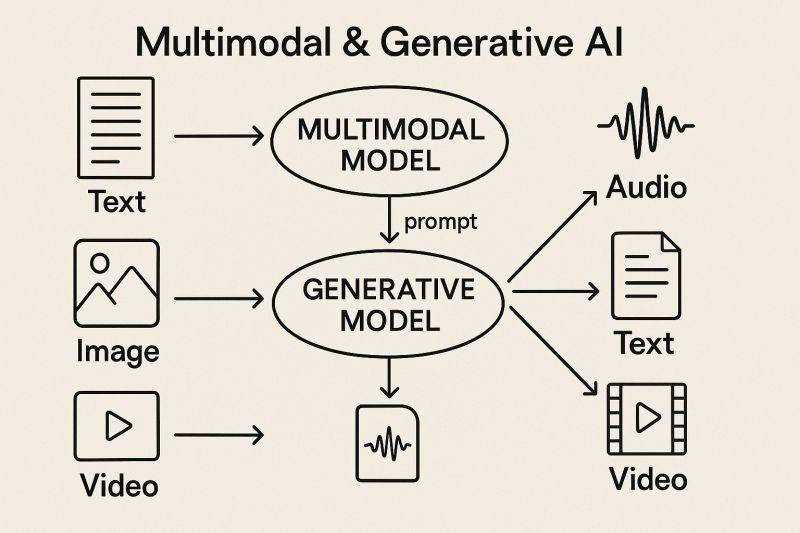 Multimodal & Generative AI
Text
MULTIMODAL
MODEL
Audio
prompt
Image
GENERATIVE
MODEL
Text
Video
Video